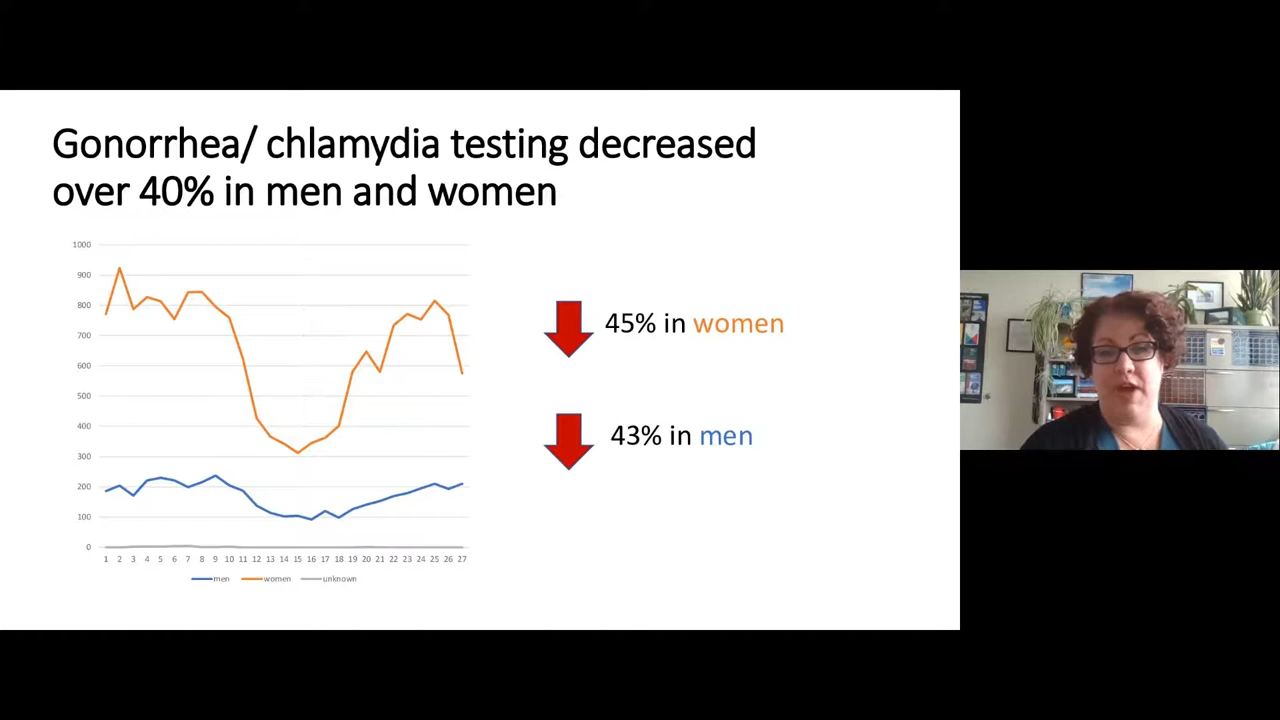 Gonorrhea/ chlamydia testing decreased
over 40% in men and women
1000
900
800
700
600
500
400
300
200
100
0
1 2 3 4 5 6 7 8 9 10 11 12 13 14 15 16 17 18 19 20 21 22 23 24 25 26 27
men women unknown
45% in women
43% in men